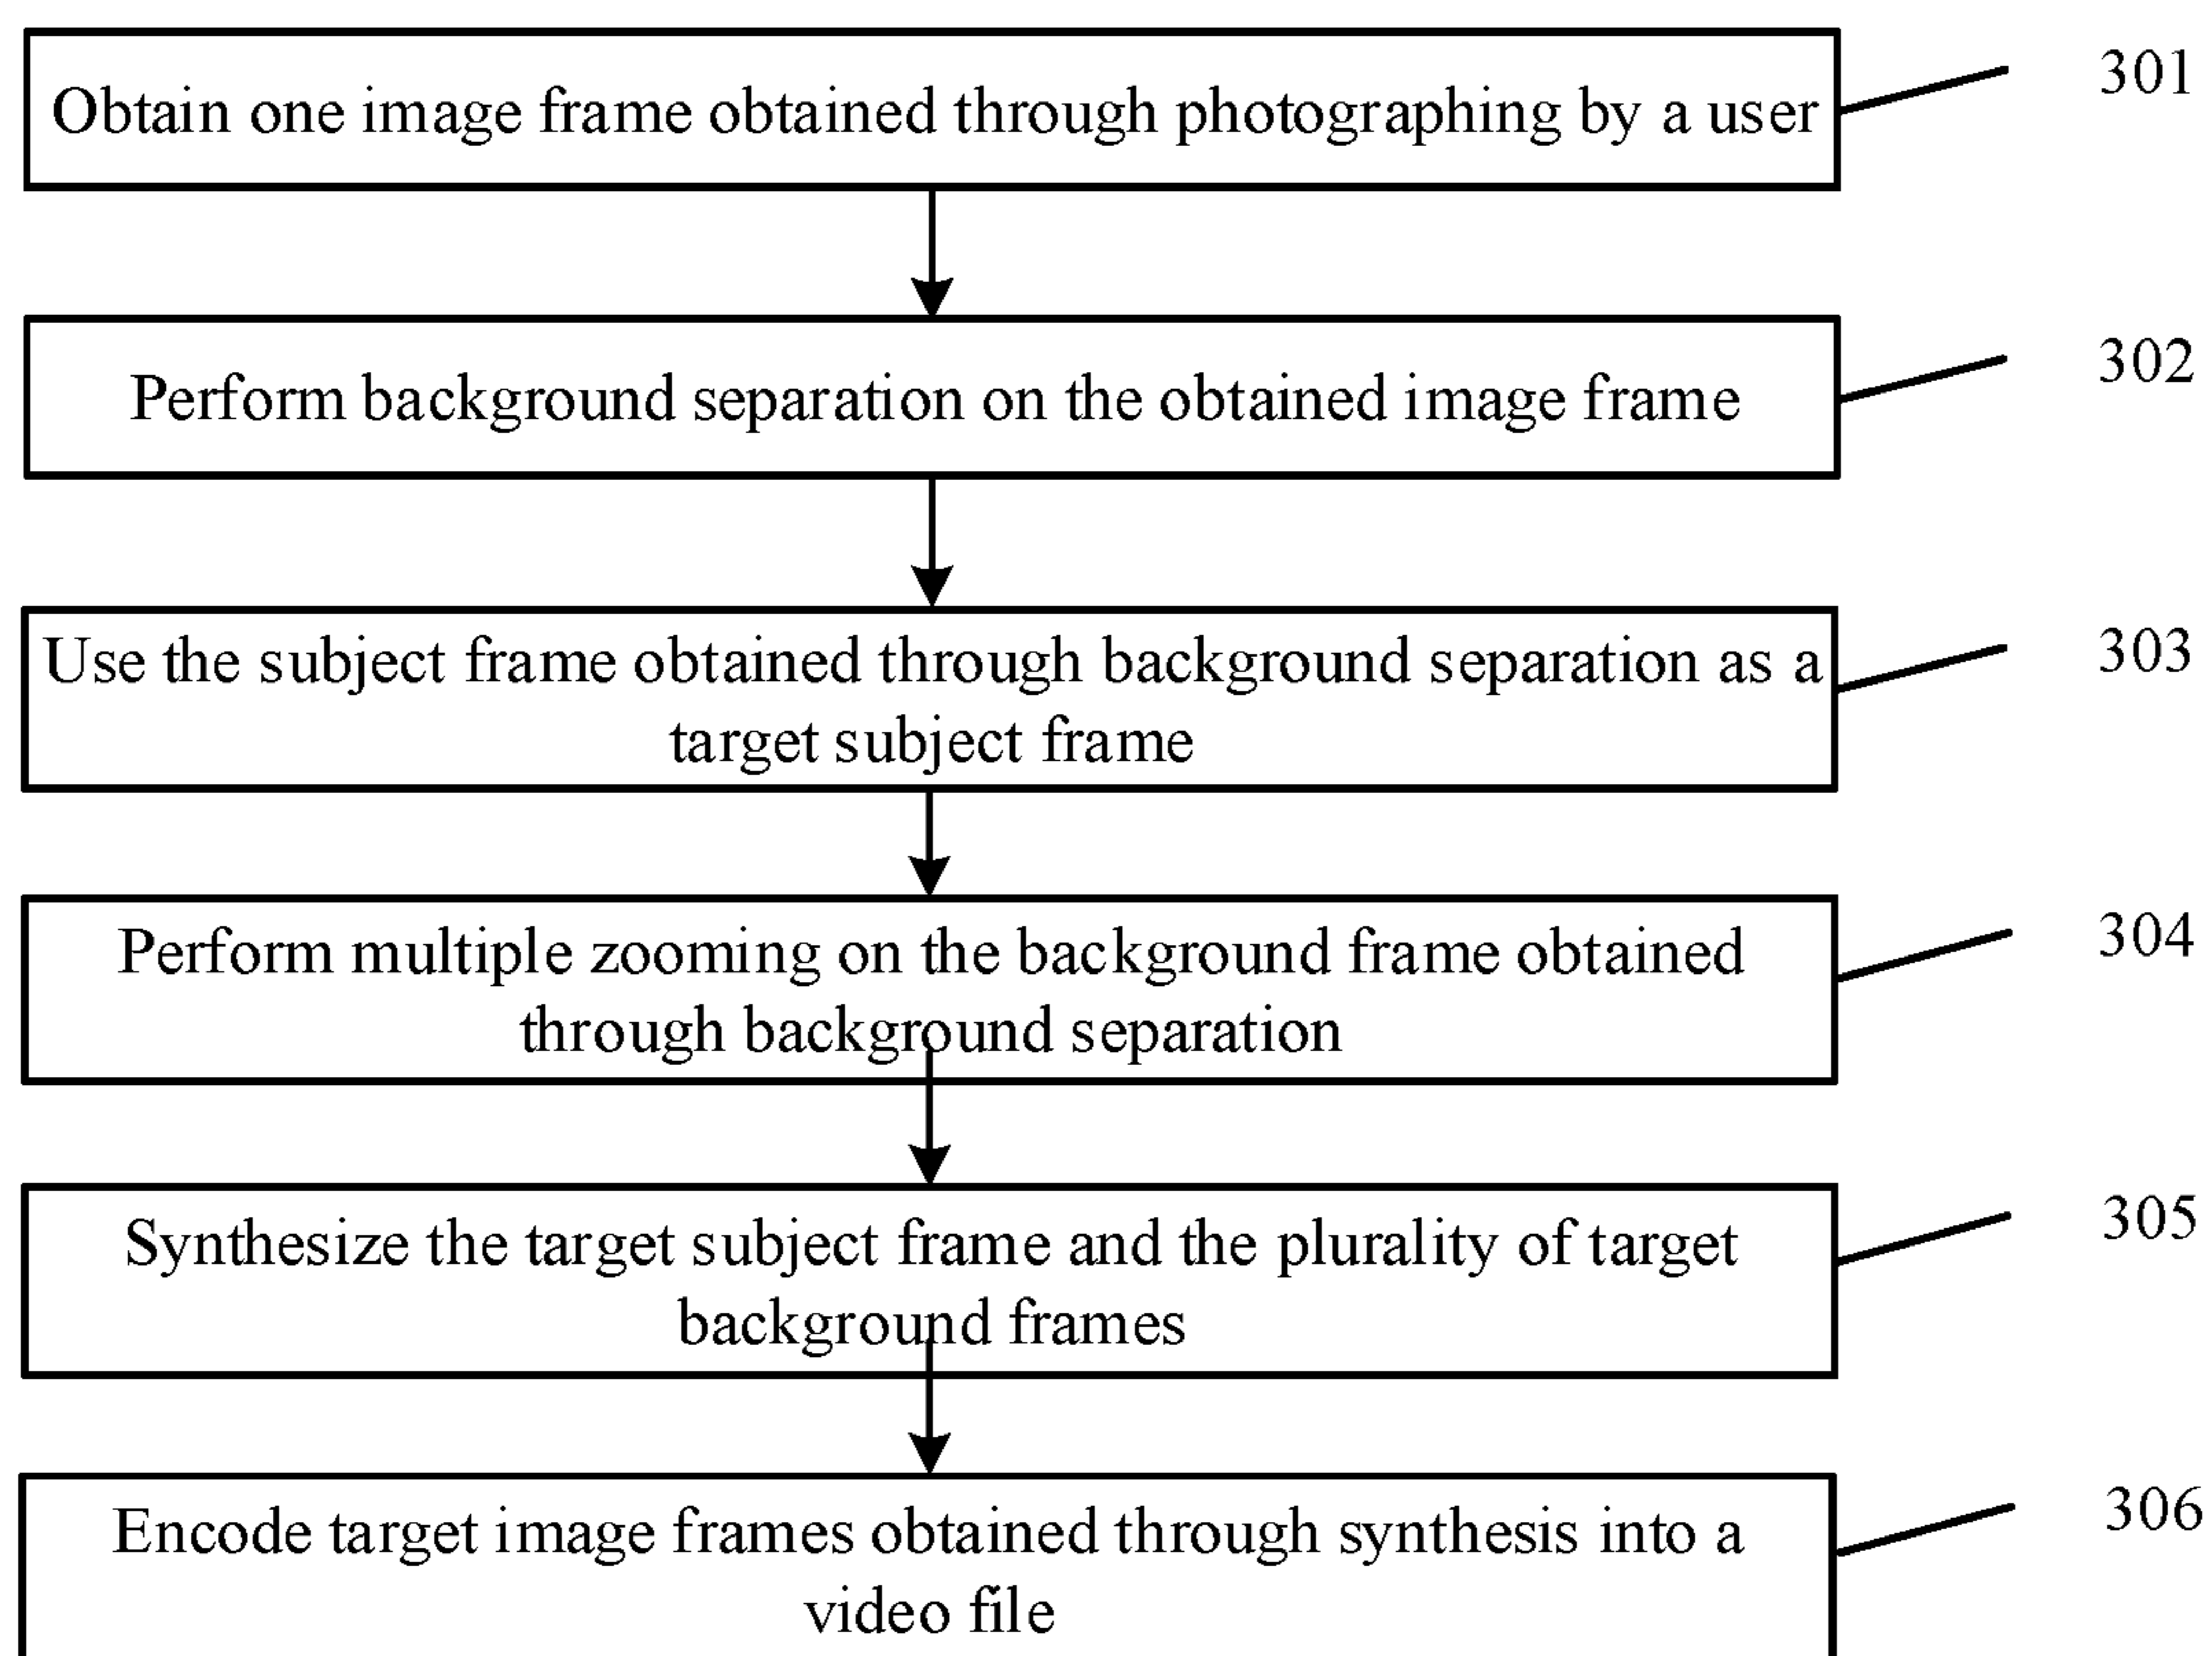 Obtain one image frame obtained through photographing by a user
301
Perform background separation on the obtained image frame
302
Use the subject frame obtained through background separation as a
target subject frame
303
Perform multiple zooming on the background frame obtained
through background separation
304
Synthesize the target subject frame and the plurality of target
background frames
305
Encode target image frames obtained through synthesis into a
video file
306